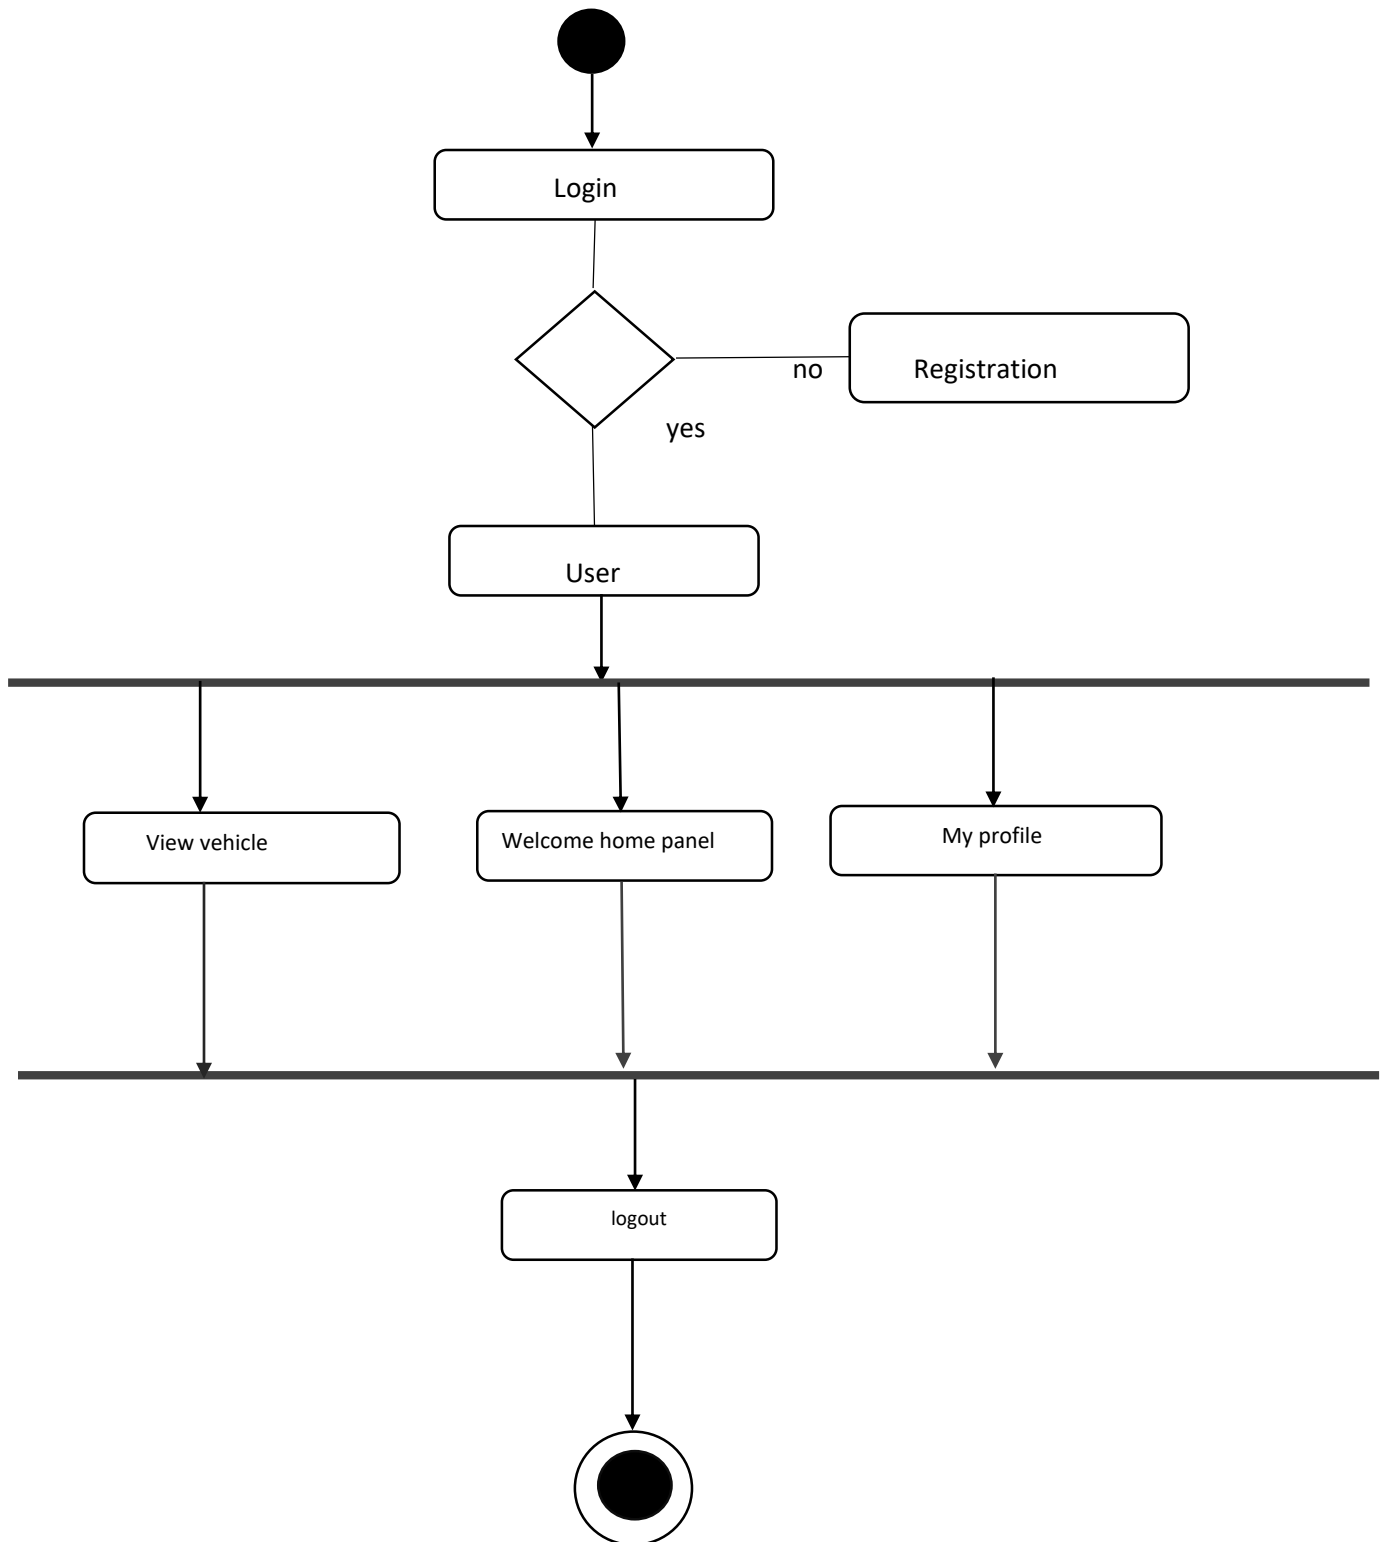 Login
no
Registration
yes
User
View vehicle
Welcome home panel
My profile
logout